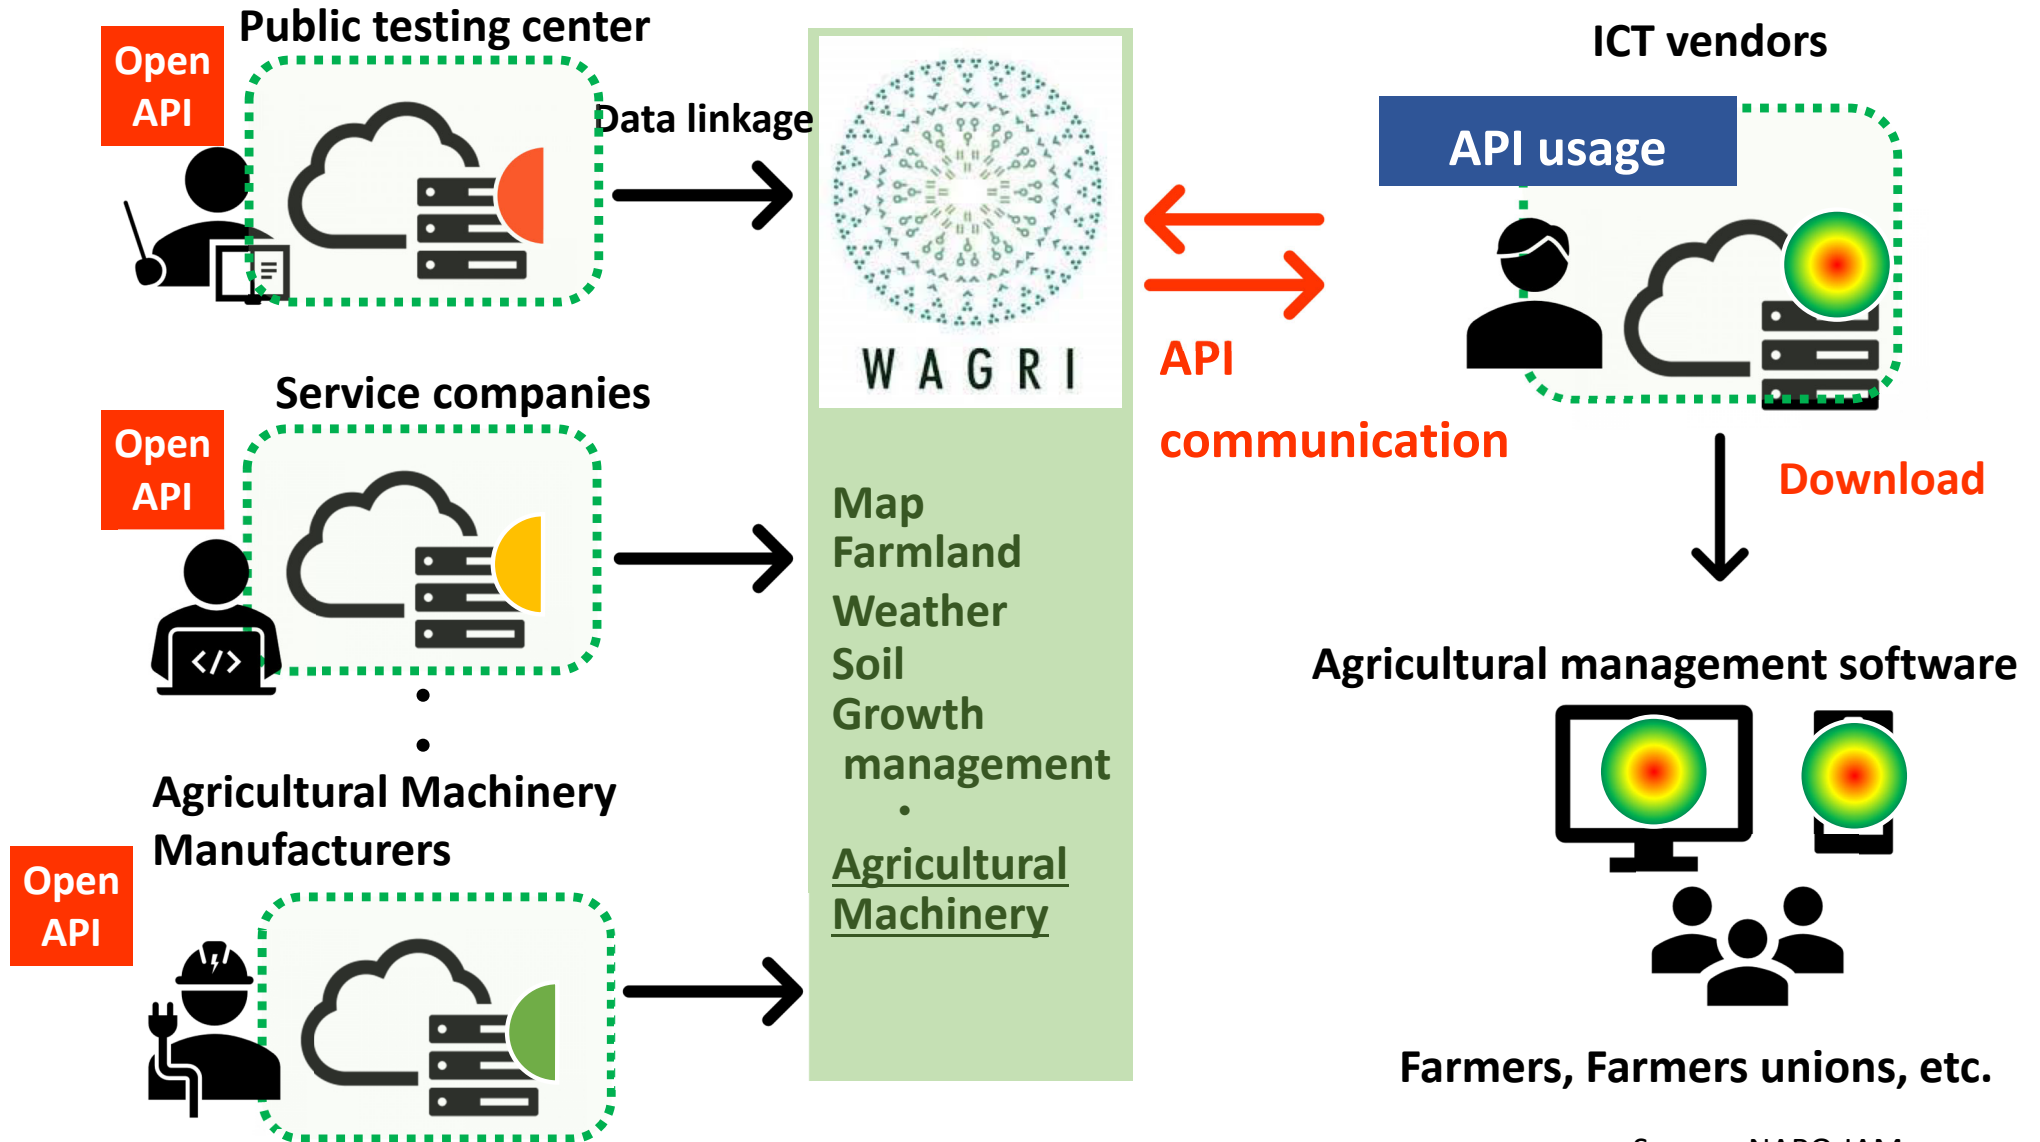 Public testing center
Open
API
Data linkage
Service companies
Open
API
</>
Agricultural Machinery
Manufacturers
Open
API
WAGRI
Map
Farmland
Weather
Soil
Growth
management
Agricultural
Machinery
ICT vendors
API usage
API
communication
Download
Agricultural management software
Farmers, Farmers unions, etc.